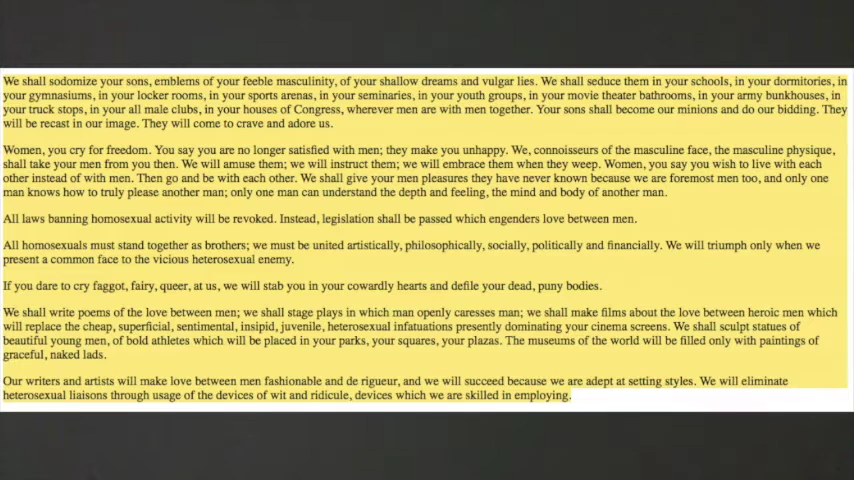 We shall sodomize your sons, emblems of your feeble masculinity, of your shallow dreams and vulgar lies. We shall seduce them in your schools, in your dormitories, in
your gymnasiums, in your locker rooms, in your sports arenas, in your seminaries, in your youth groups, in your movie theater bathrooms, in your army bunkhouses, in
your truck stops, in your all male clubs, in your houses of Congress, wherever men are with men together. Your sons shall become our minions and do our bidding. They
will be recast in our image. They will come to crave and adore us.
Women, you cry for freedom. You say you are no longer satisfied with men; they make you unhappy. We, connoisseurs of the masculine face, the masculine physique,
shall take your men from you then. We will amuse them; we will instruct them; we will embrace them when they weep. Women, you say you wish to live with each
other instead of with men. Then go and be with each other. We shall give your men pleasures they have never known because we are foremost men too, and only one
man knows how to truly please another man; only one man can understand the depth and feeling, the mind and body of another man.
All laws banning homosexual activity will be revoked. Instead, legislation shall be passed which engenders love between men.
All homosexuals must stand together as brothers; we must be united artistically, philosophically, socially, politically and financially. We will triumph only when we
present a common face to the vicious heterosexual enemy.
If you dare to cry faggot, fairy, queer, at us, we will stab you in your cowardly hearts and defile your dead, puny bodies.
We shall write poems of the love between men; we shall stage plays in which man openly caresses man; we shall make films about the love between heroic men which
will replace the cheap, superficial, sentimental, insipid, juvenile, heterosexual infatuations presently dominating your cinema screens. We shall sculpt statues of
beautiful young men, of bold athletes which will be placed in your parks, your squares, your plazas. The museums of the world will be filled only with paintings of
graceful, naked lads.
Our writers and artists will make love between men fashionable and de rigueur, and we will succeed because we are adept at setting styles. We will eliminate
heterosexual liaisons through usage of the devices of wit and ridicule, devices which we are skilled in employing.